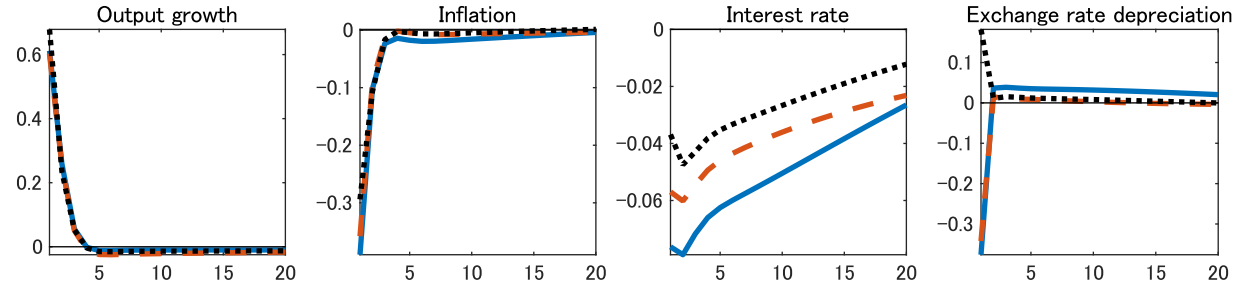 Output growth
0.6
0.4
0.2
0
5 10 15 20
Inflation
0
−0.1
−0.2
−0.3
5 10 15 20
Interest rate
0
−0.02
−0.04
−0.06
5 10 15 20
Exchange rate depreciation
0.1
0
−0.1
−0.2
−0.3
5 10 15 20